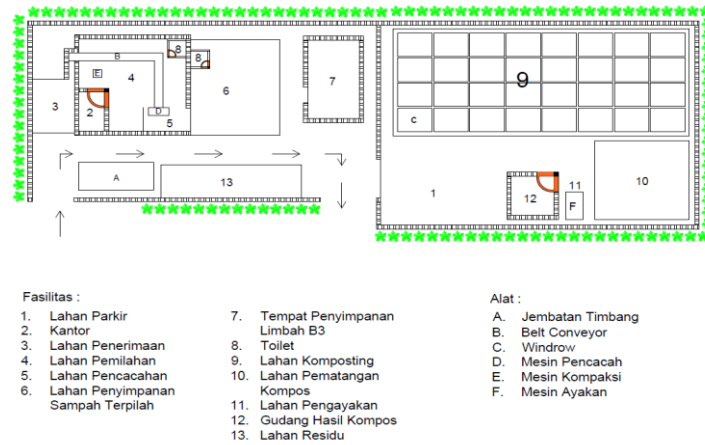 8
B
8
E
4
9
7
3
6
2
D
C
5
A
13
1
12
11
F
10
Fasilitas :
1. Lahan Parkir
2. Kantor
3. Lahan Penerimaan
4. Lahan Pemilahan
5. Lahan Pencacahan
6. Lahan Penyimpanan
Sampah Terpilah
7. Tempat Penyimpanan
Limbah B3
8. Toilet
9. Lahan Komposting
10. Lahan Pematangan
Kompos
11. Lahan Pengayakan
12. Gudang Hasil Kompos
13. Lahan Residu
Alat :
A. Jembatan Timbang
B. Belt Conveyor
C. Windrow
D. Mesin Pencacah
E. Mesin Kompaksi
F. Mesin Ayakan